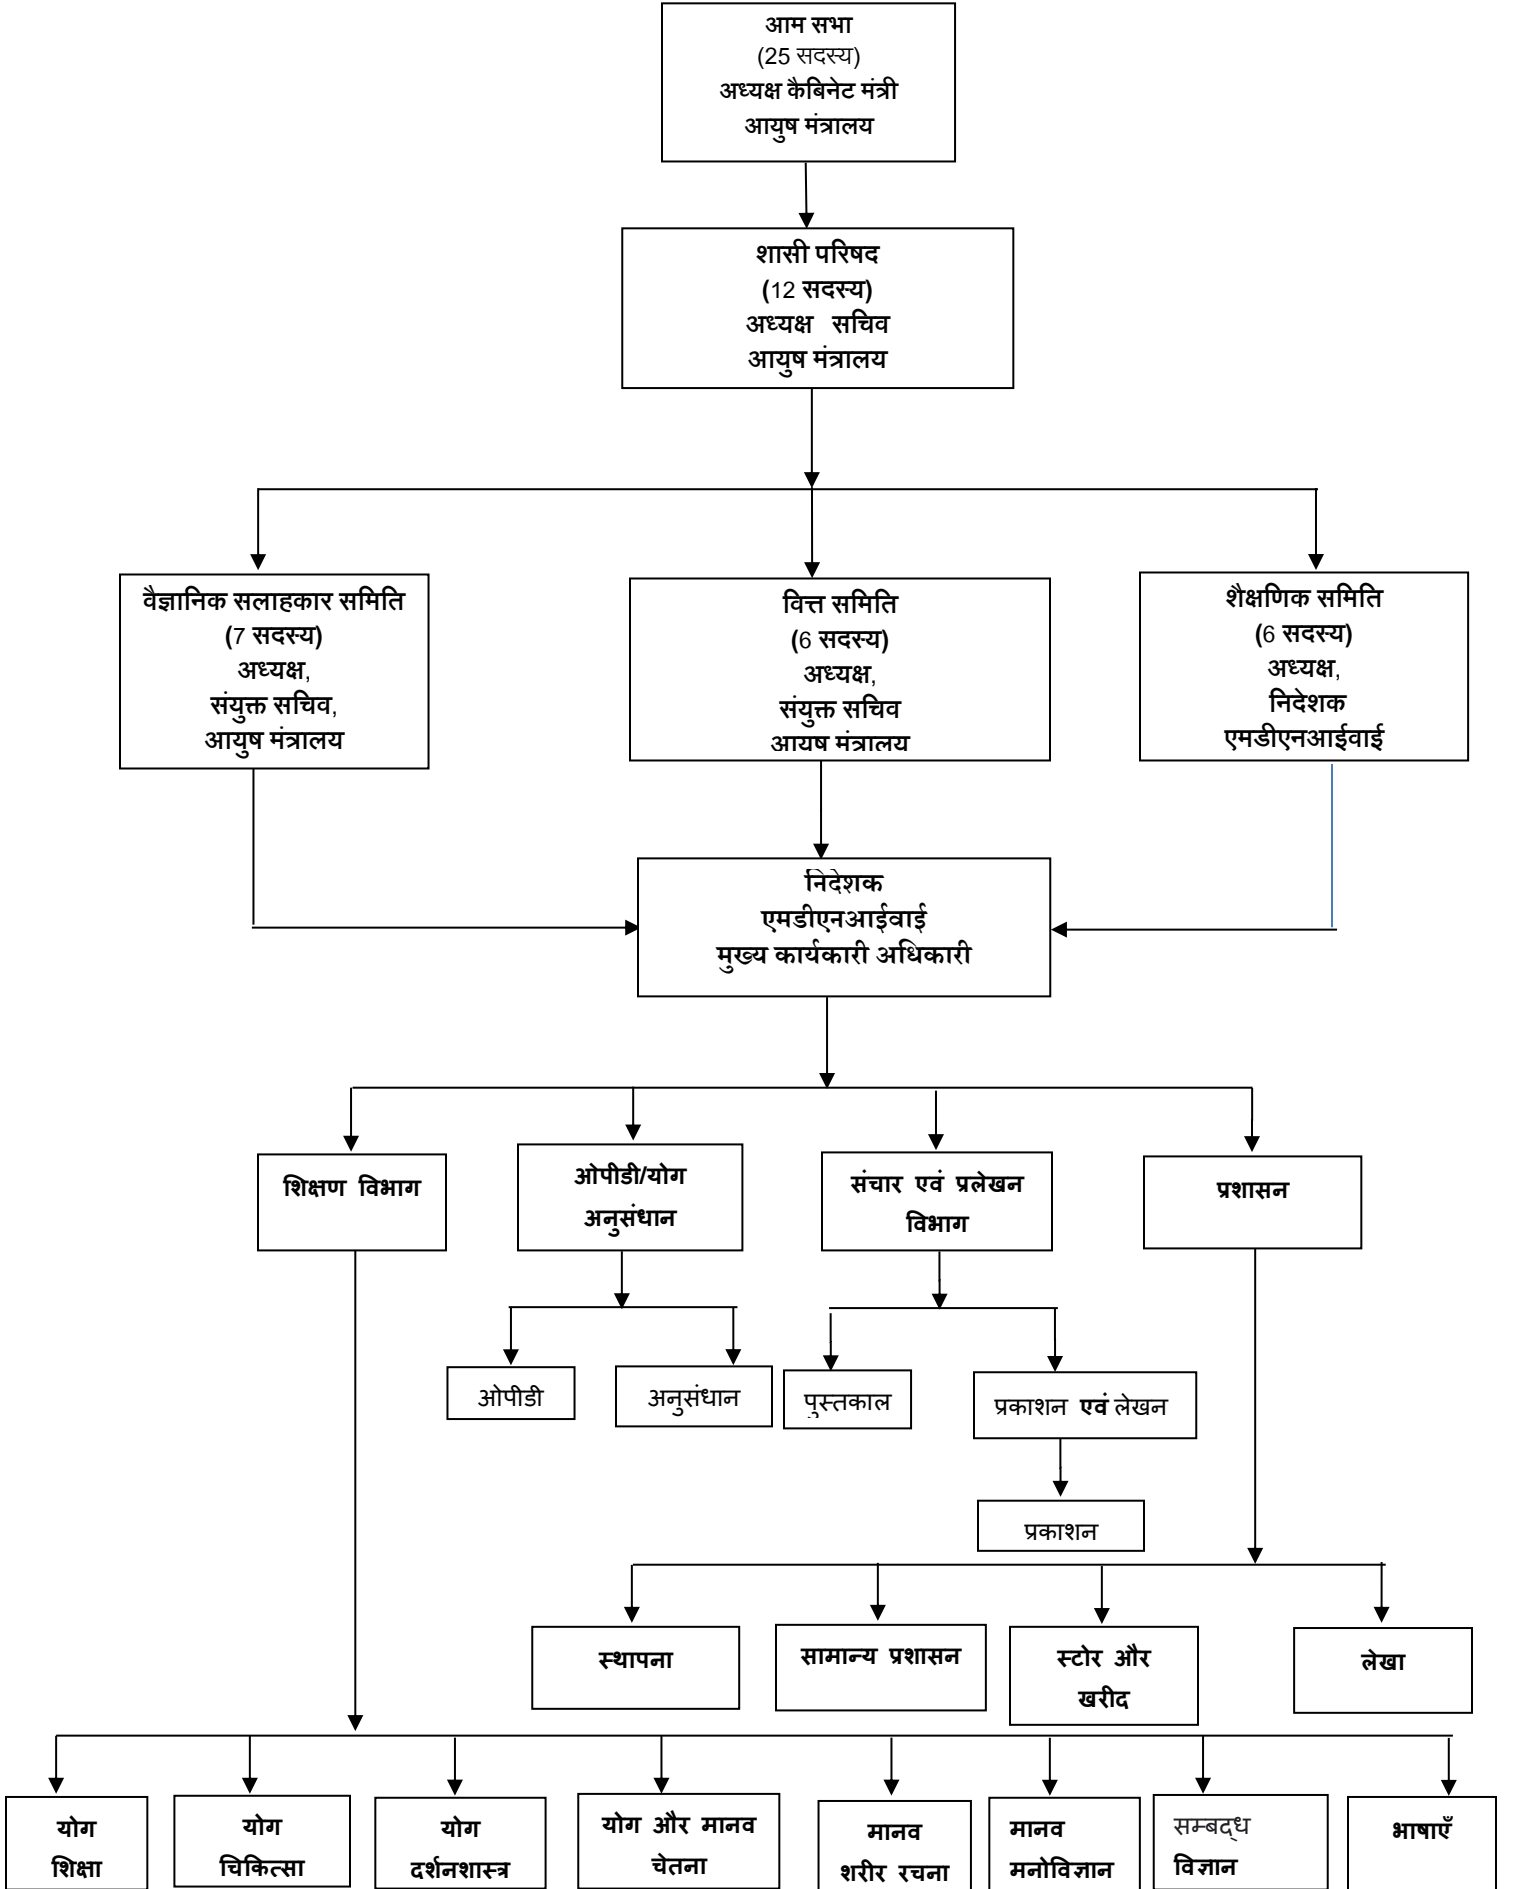 आम सभा
(25 सदस्य)
अध्यक्ष कैबिनेट मंत्री
आयुष मंत्रालय
शासी परिषद
(12 सदस्य)
अध्यक्ष सचिव
आयुष मंत्रालय
वैज्ञानिक सलाहकार समिति
(7 सदस्य)
अध्यक्ष,
संयुक्त सचिव,
आयुष मंत्रालय
वित्त समिति
(6 सदस्य)
अध्यक्ष,
संयुक्त सचिव
आयुष मंत्रालय
शैक्षणिक समिति
(6 सदस्य)
अध्यक्ष,
निदेशक
एमडीएनआईवाई
निदेशक
एमडीएनआईवाई
मुख्य कार्यकारी अधिकारी
शिक्षण विभाग
ओपीडी/योग
अनुसंधान
संचार एवं प्रलेखन
विभाग
प्रशासन
ओपीडी
अनुसंधान
पुस्तकाल
प्रकाशन एवं लेखन
प्रकाशन
स्थापना
सामान्य प्रशासन
स्टोर और
खरीद
लेखा
योग
शिक्षा
योग
चिकित्सा
योग
दर्शनशास्त्र
योग और मानव
चेतना
मानव
शरीर रचना
मानव
मनोविज्ञान
सम्बद्ध
विज्ञान
भाषाएँ